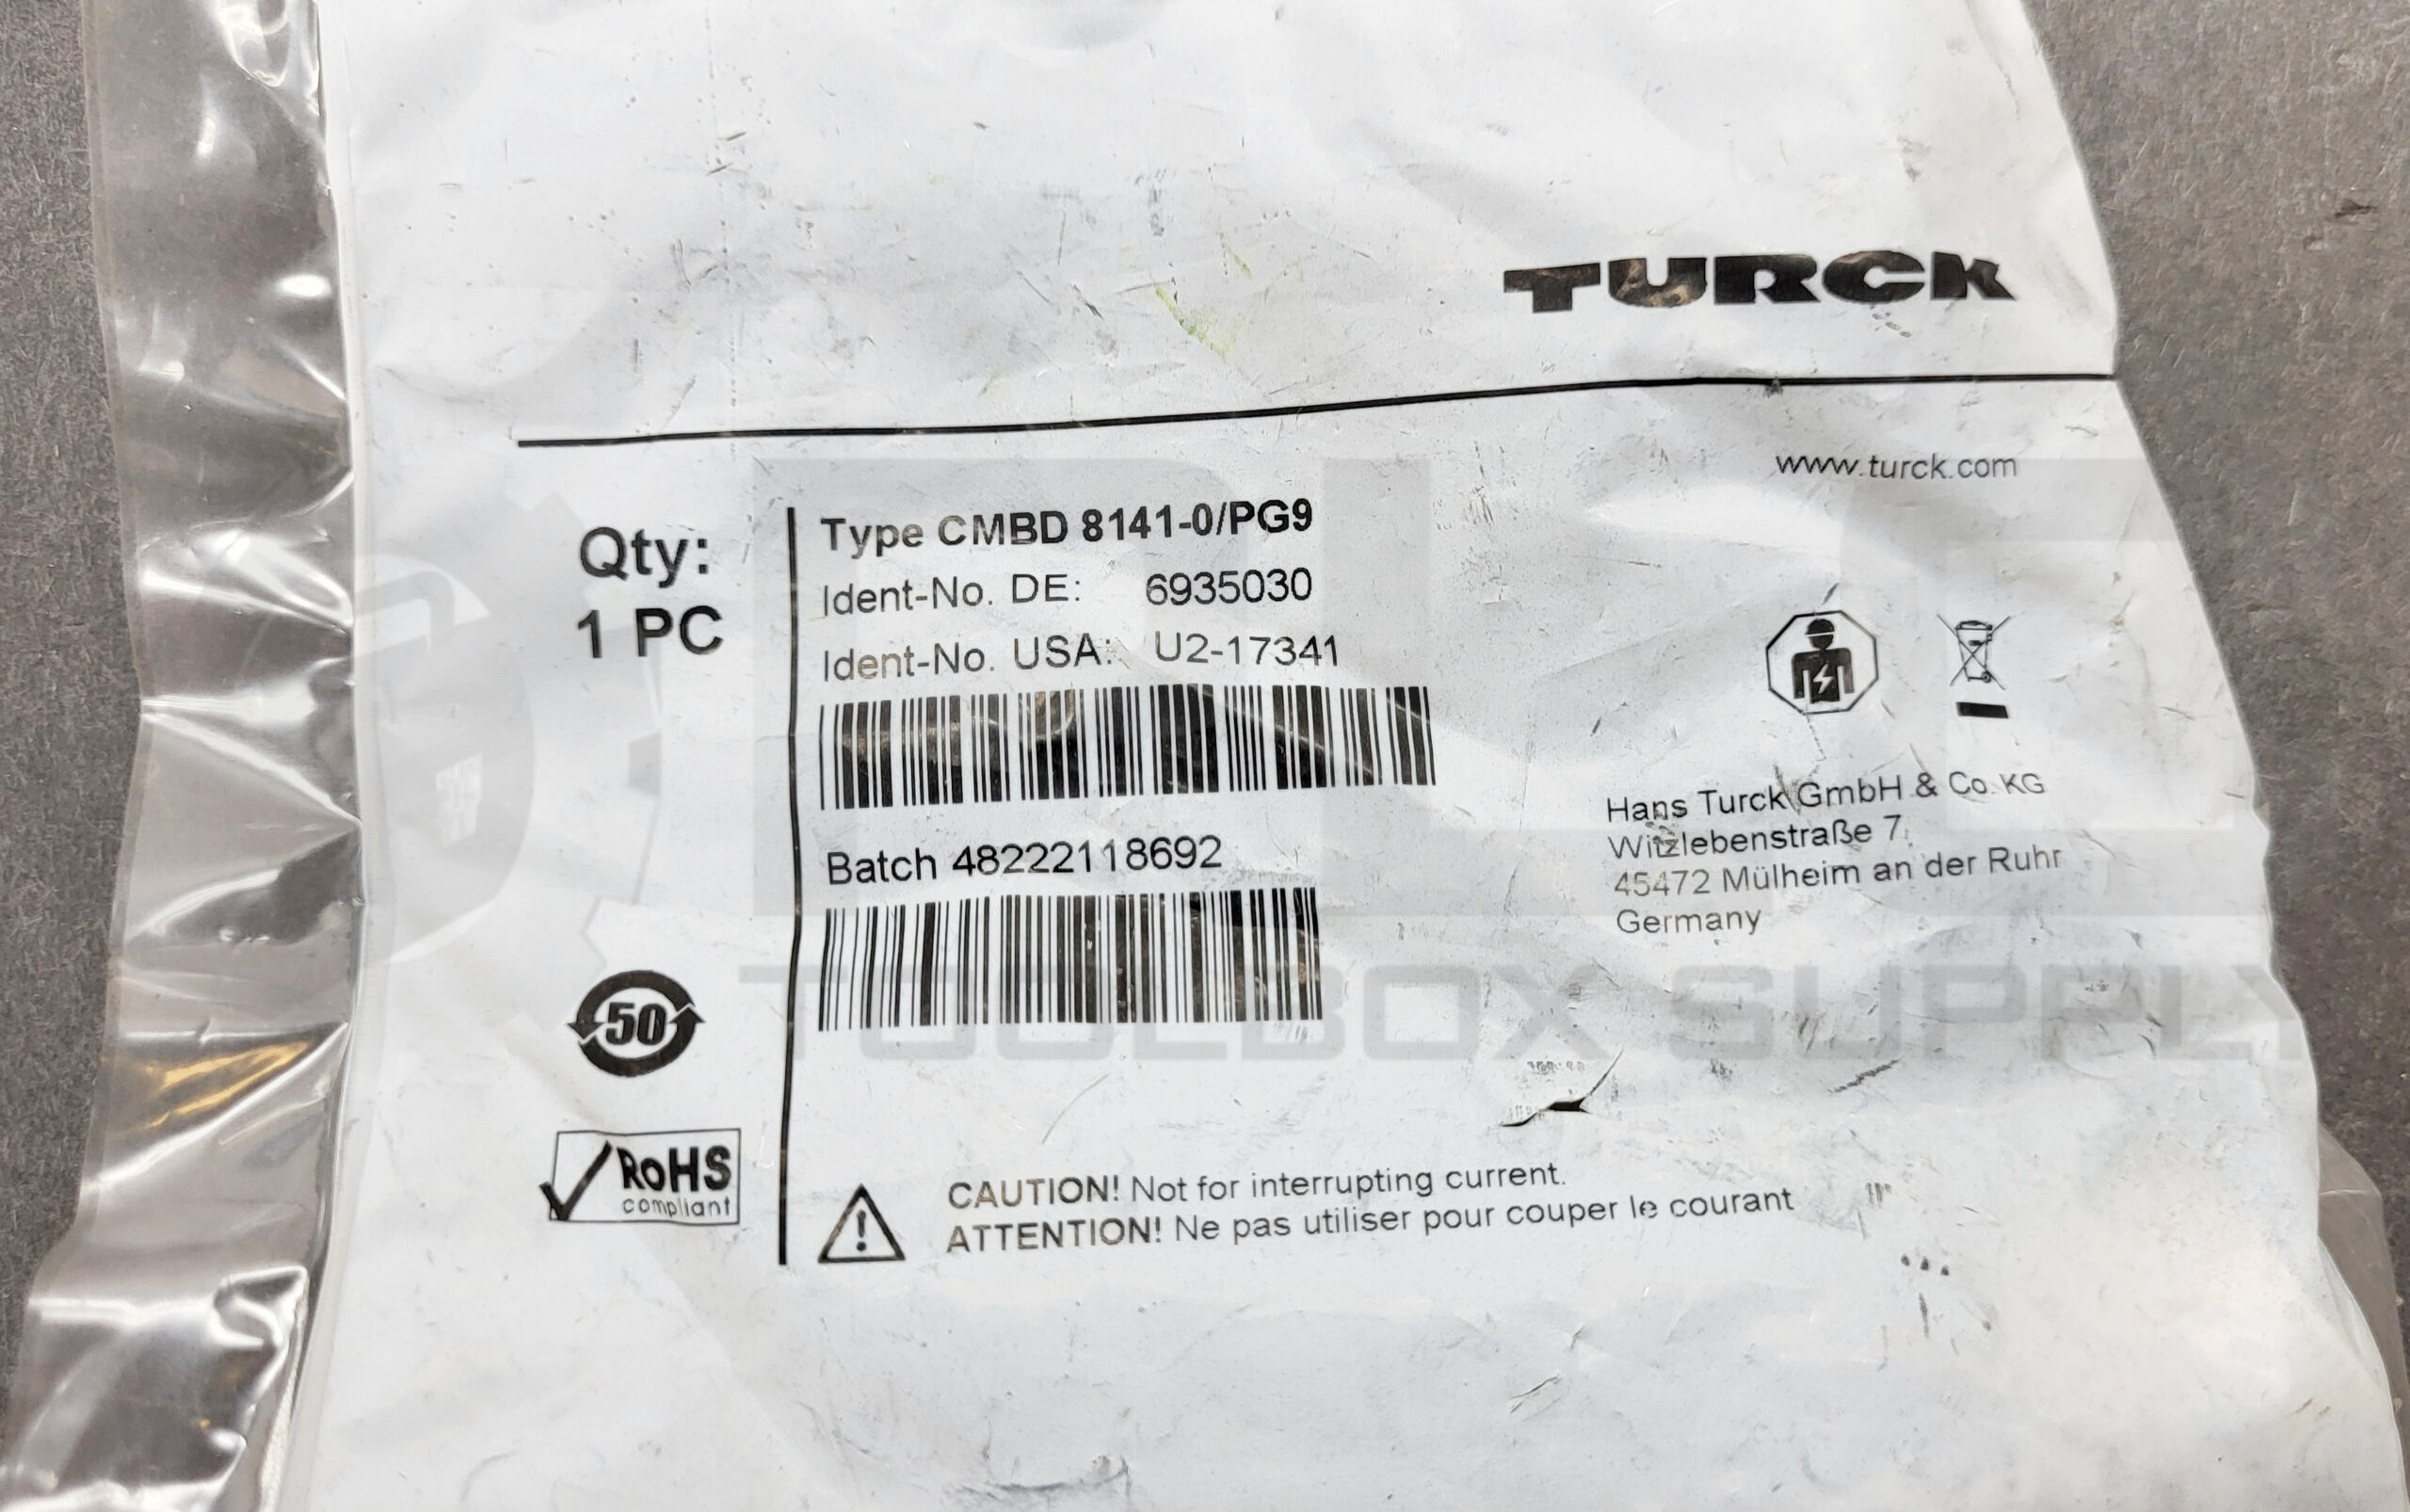 TURCK
www.turck.com
Qty:
1 PC
Type CMBD 8141-0/PG9
Ident-No. DE: 6935030
Ident-No. USA: U2-17341
Batch 48222118692
Hans Turck GmbH & Co. KG
Witzlebenstraße 7,
45472 Mülheim an der Ruhr
Germany
50
RoHS
compliant
CAUTION! Not for interrupting current.
ATTENTION! Ne pas utiliser pour couper le courant
TOOLBOX SUPPLY